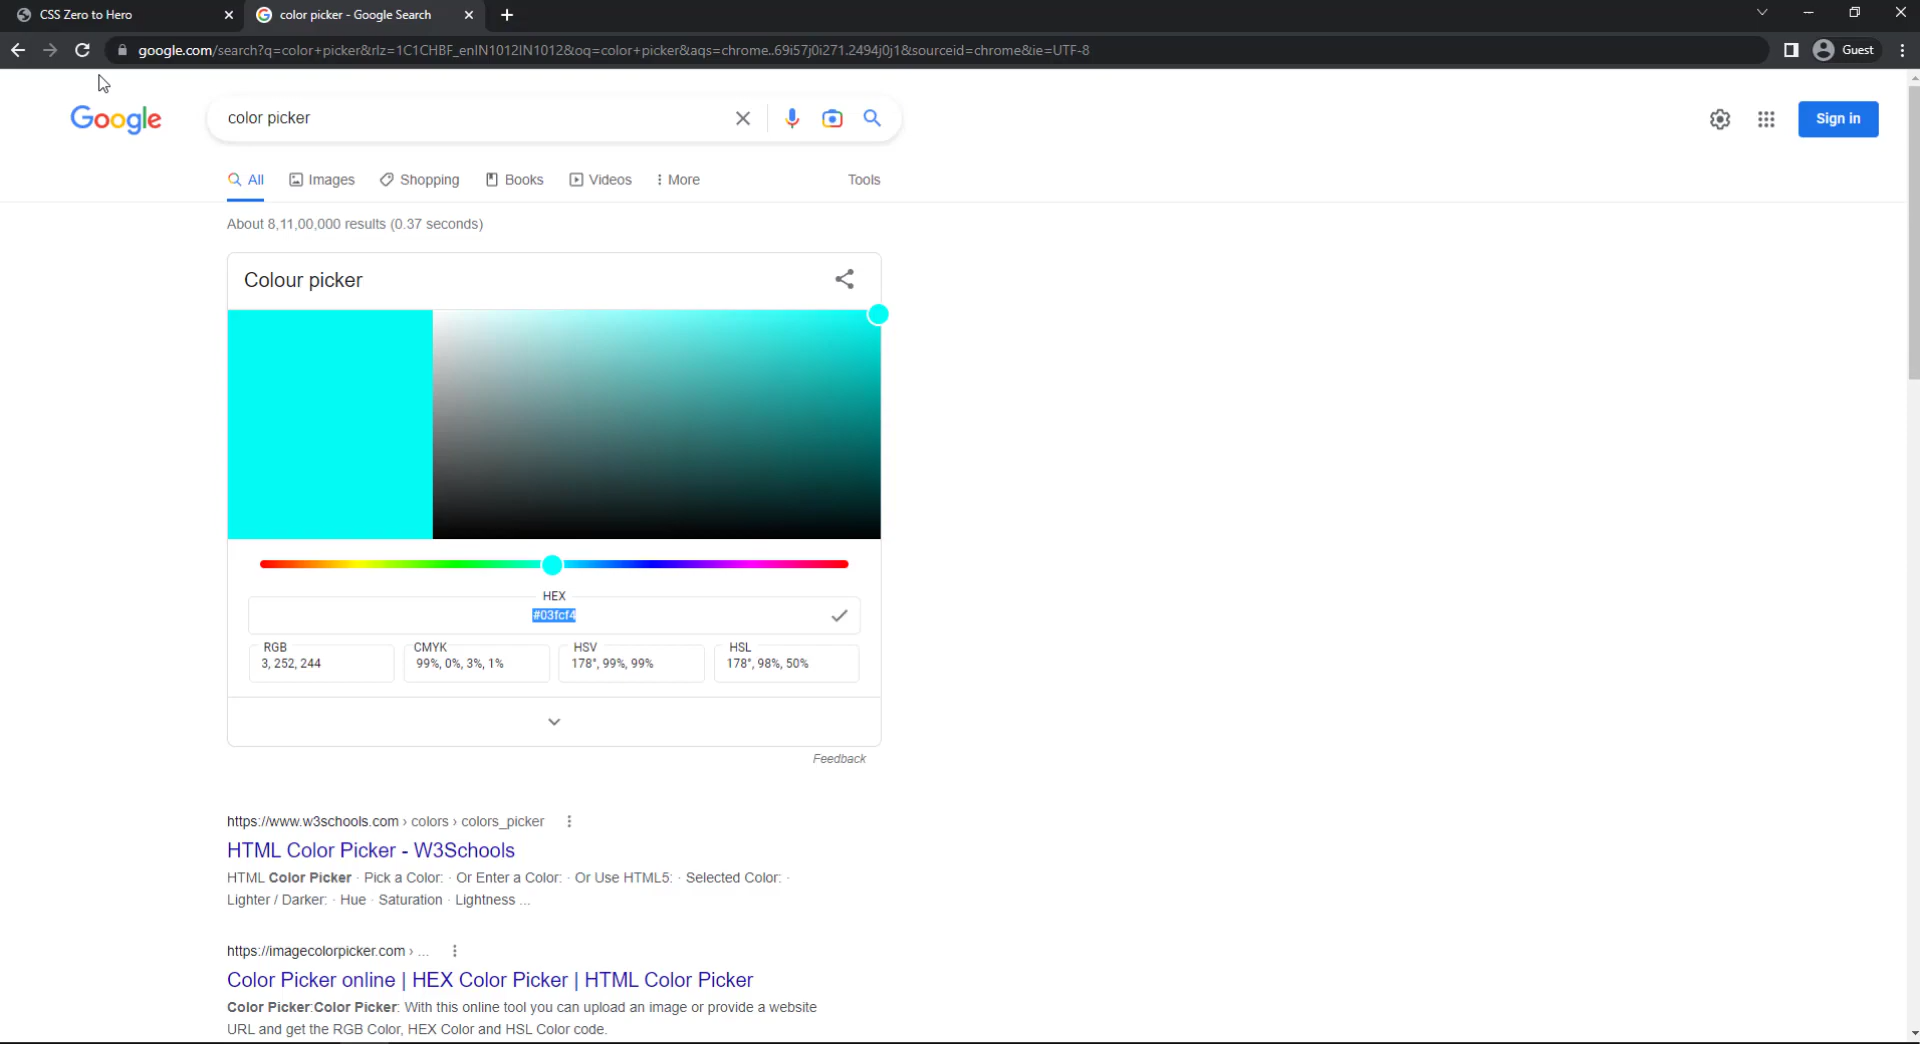 CSS Zero to Hero
color picker - Google Search
google.com/search?q=color+picker&rlz=1C1CHBF_enIN1012IN1012&oq=color+picker&aqs=chrome..69i57j0i271.2494j0j1&sourceid=chrome&ie=UTF-8
Guest
Google
color picker
Sign in
All
Images
Shopping
Books
Videos
More
Tools
About 8,11,00,000 results (0.37 seconds)
Colour picker
HEX
#03fcf4
RGB
3, 252, 244
CMYK
99%, 0%, 3%, 1%
HSV
178°, 99%, 99%
HSL
178°, 98%, 50%
Feedback
https://www.w3schools.com › colors › colors_picker
HTML Color Picker - W3Schools
HTML Color Picker · Pick a Color: · Or Enter a Color: · Or Use HTML5: · Selected Color: ·
Lighter / Darker: · Hue · Saturation · Lightness ...
https://imagecolorpicker.com › ...
Color Picker online | HEX Color Picker | HTML Color Picker
Color Picker:Color Picker: With this online tool you can upload an image or provide a website
URL and get the RGB Color, HEX Color and HSL Color code.